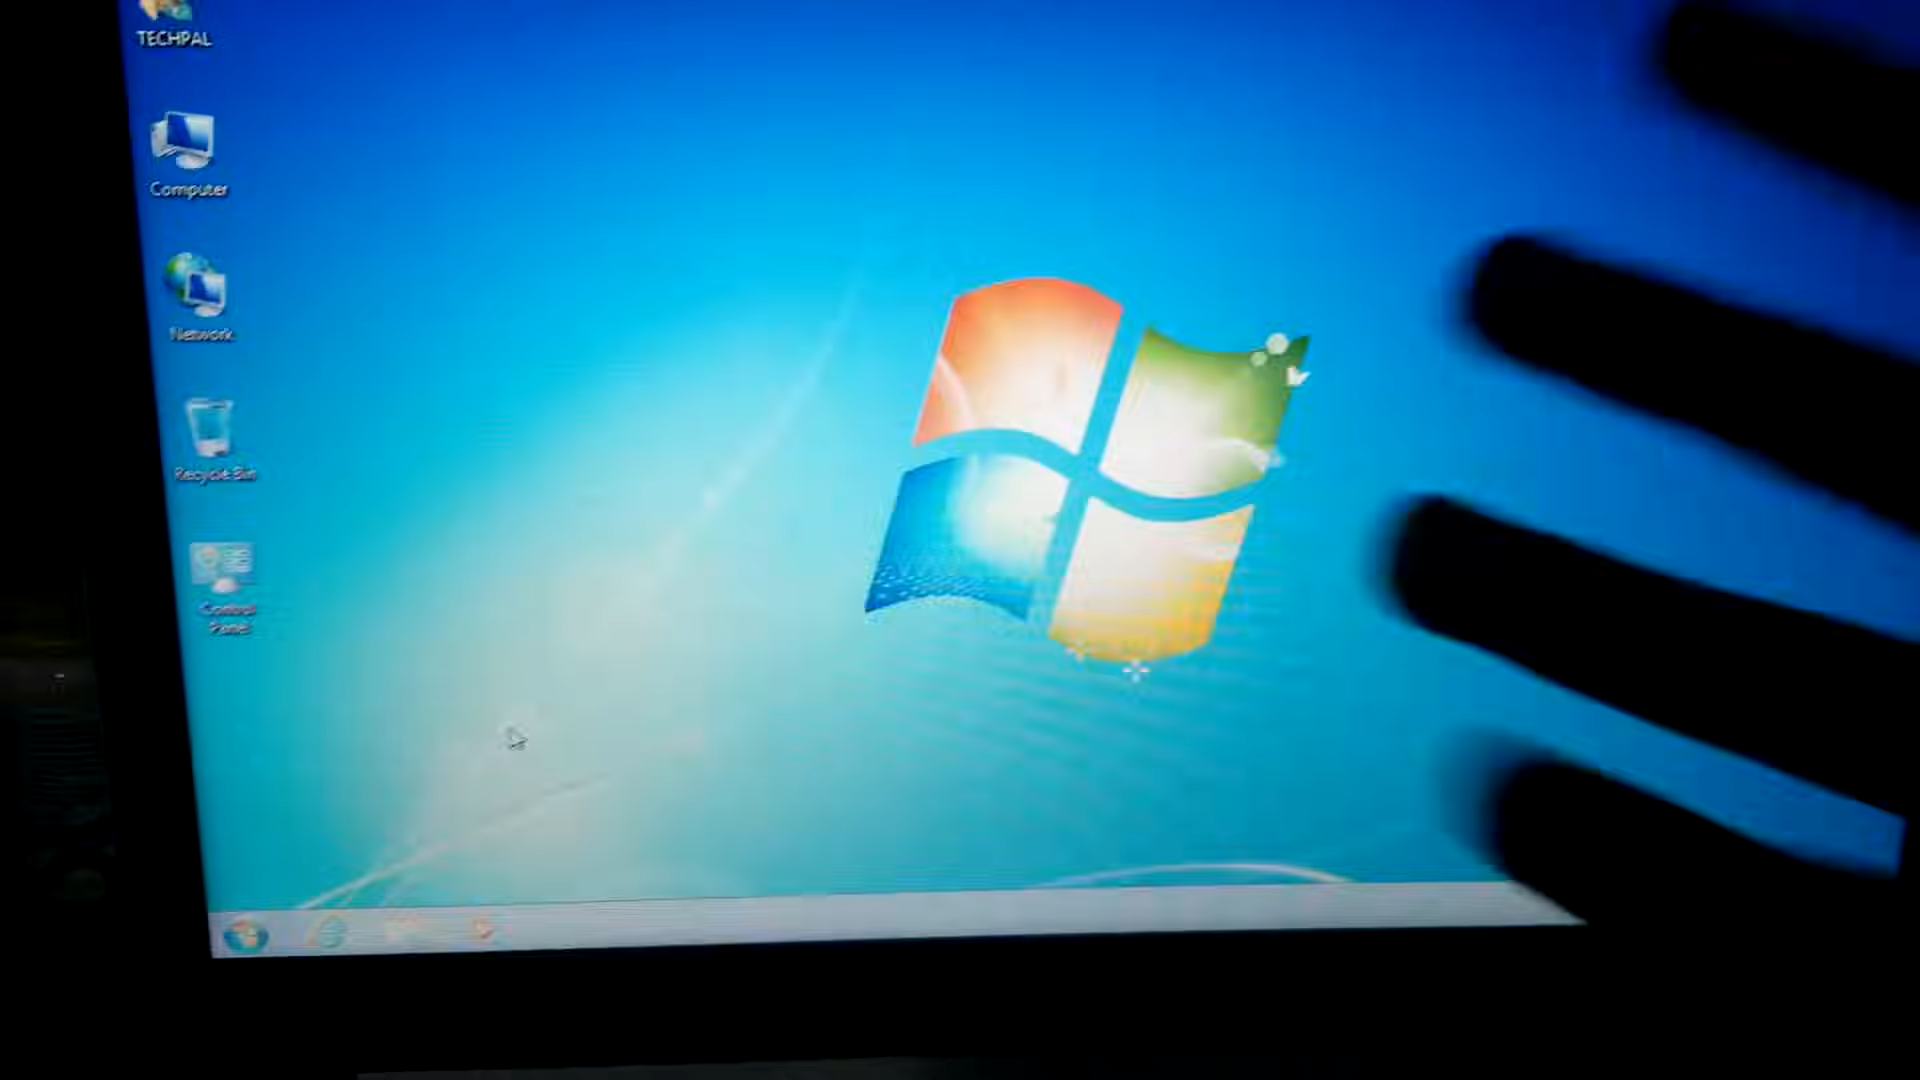 TECHPAL
Computer
Network
Recycle Bin
Control
Panel